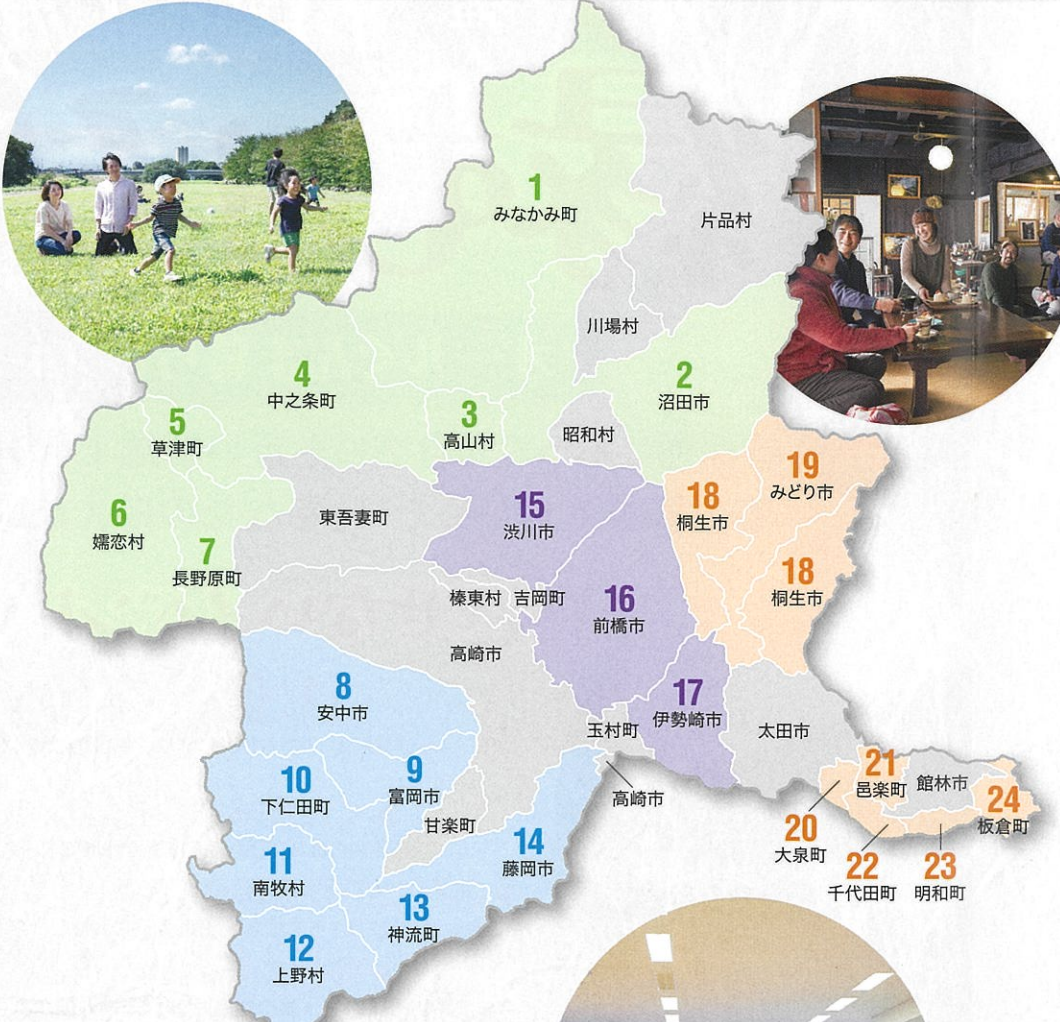 1
みなかみ町
片品村
川場村
2
沼田市
4
中之条町
3
高山村
昭和村
5
草津町
6
嬬恋村
7
長野原町
東吾妻町
15
渋川市
18
桐生市
19
みどり市
18
桐生市
榛東村
吉岡町
16
前橋市
高崎市
8
安中市
17
伊勢崎市
玉村町
太田市
高崎市
9
富岡市
10
下仁田町
甘楽町
14
藤岡市
11
南牧村
13
神流町
12
上野村
21
邑楽町
館林市
24
板倉町
20
大泉町
22
千代田町
23
明和町